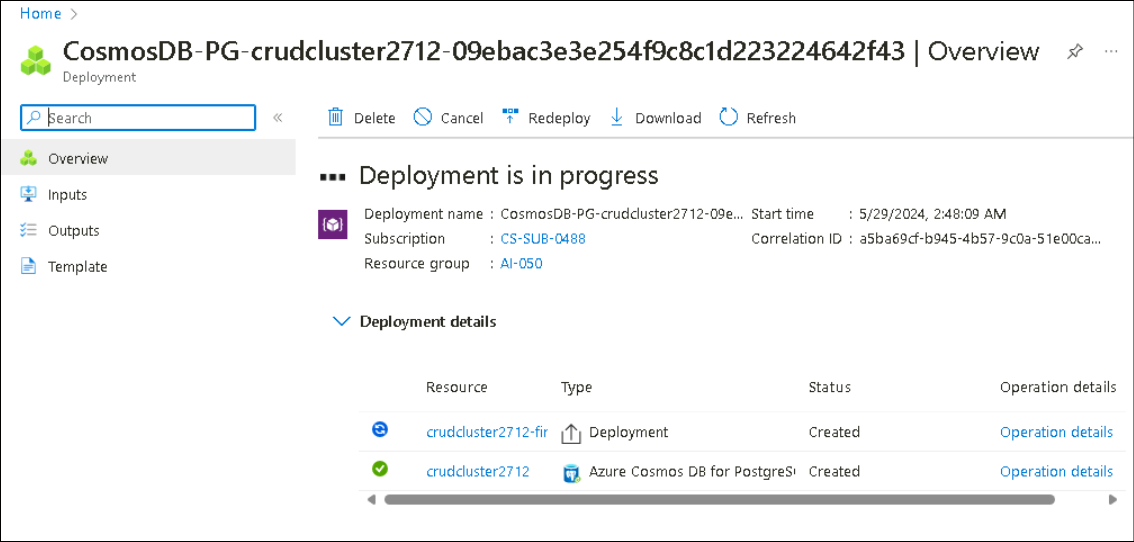 Home >
CosmosDB-PG-crudcluster2712-09ebac3e3e254f9c8c1d223224642f43 | Overview
Deployment
Search
Delete Cancel Redeploy Download Refresh
Overview
Inputs
Outputs
Template
Deployment is in progress
Deployment name : CosmosDB-PG-crudcluster2712-09e... Start time : 5/29/2024, 2:48:09 AM
Subscription : CS-SUB-0488 Correlation ID : a5ba69cf-b945-4b57-9c0a-51e00ca...
Resource group : AI-050
Deployment details
Resource Type Status Operation details
crudcluster2712-fir Deployment Created Operation details
crudcluster2712 Azure Cosmos DB for PostgreS Created Operation details